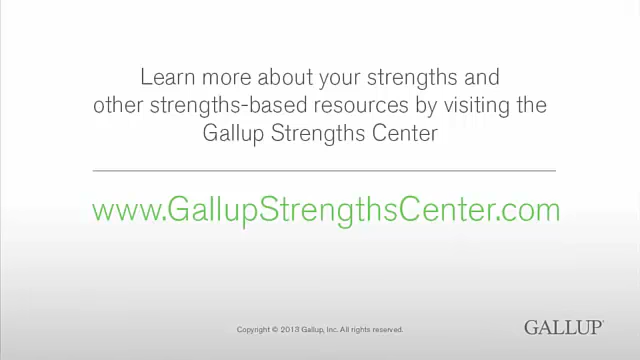 Learn more about your strengths and
other strengths-based resources by visiting the
Gallup Strengths Center
www.GallupStrengthsCenter.com
Copyright © 2013 Gallup, Inc. All rights reserved.
GALLUP®